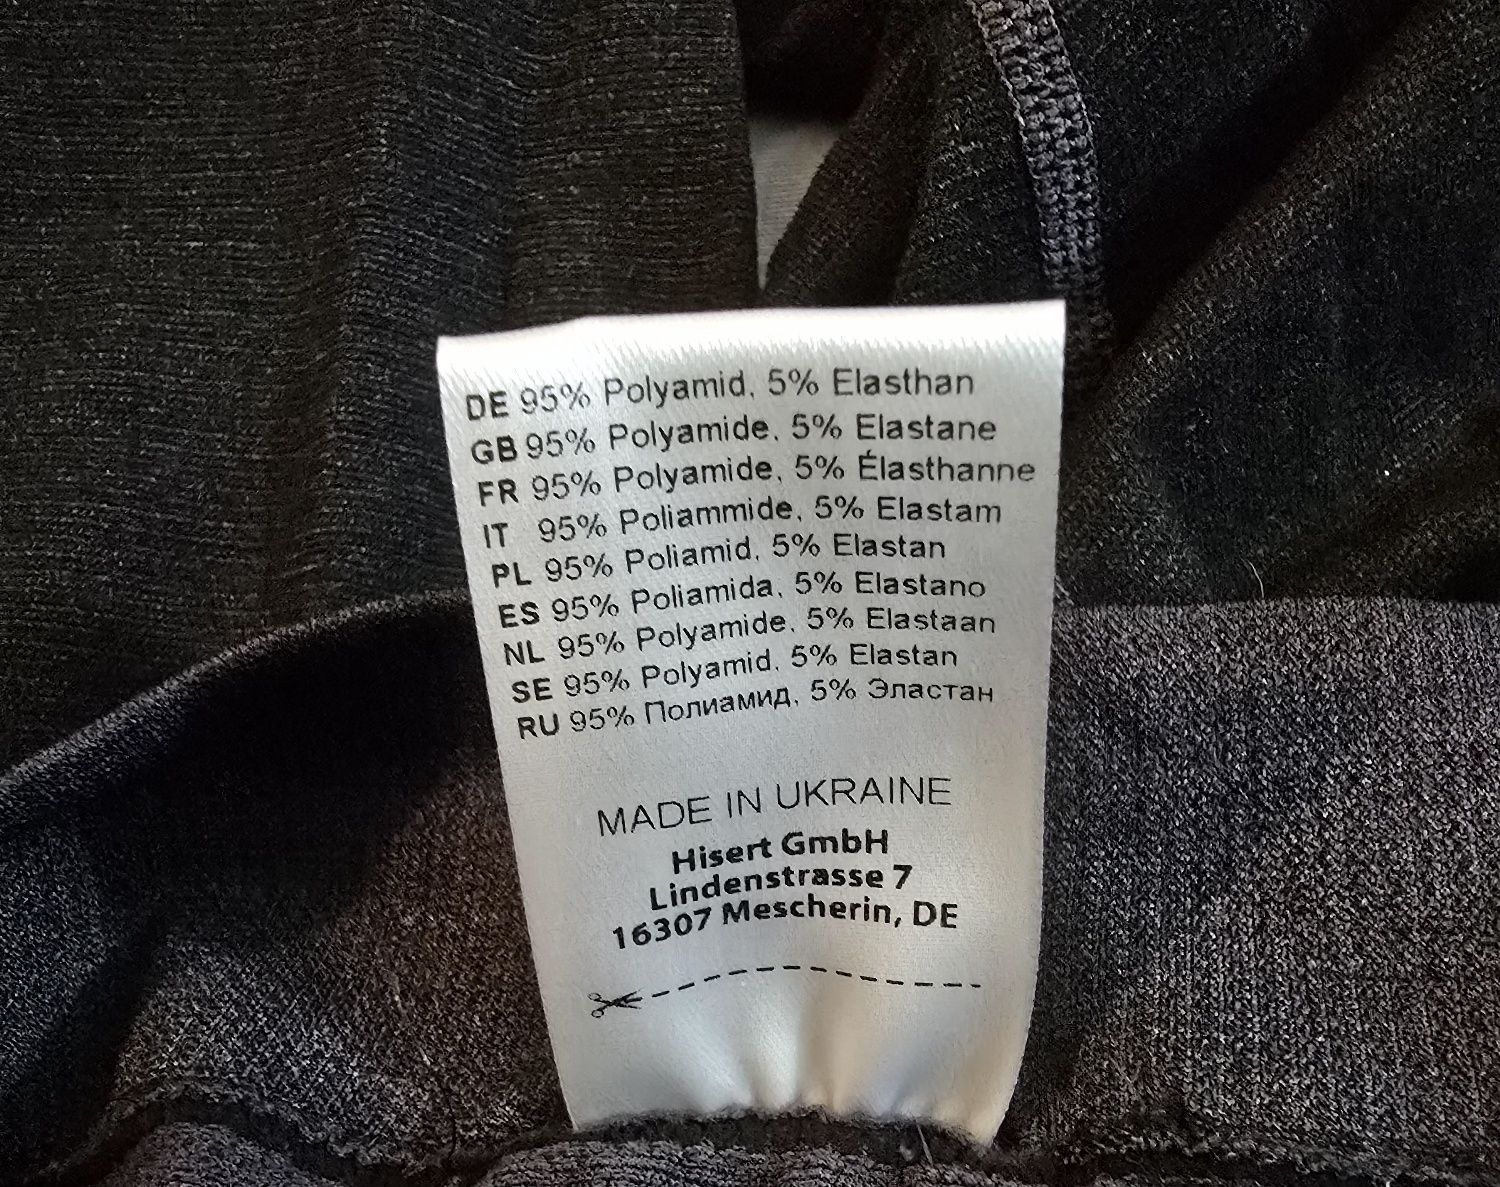 DE 95% Polyamid, 5% Elasthan
GB 95% Polyamide, 5% Elastane
FR 95% Polyamide, 5% Élasthanne
IT 95% Poliammide, 5% Elastam
PL 95% Poliamid, 5% Elastan
ES 95% Poliamida, 5% Elastano
NL 95% Polyamide, 5% Elastaan
SE 95% Polyamid, 5% Elastan
RU 95% Полиамид, 5% Эластан
MADE IN UKRAINE
Hisert GmbH
Lindenstrasse 7
16307 Mescherin, DE